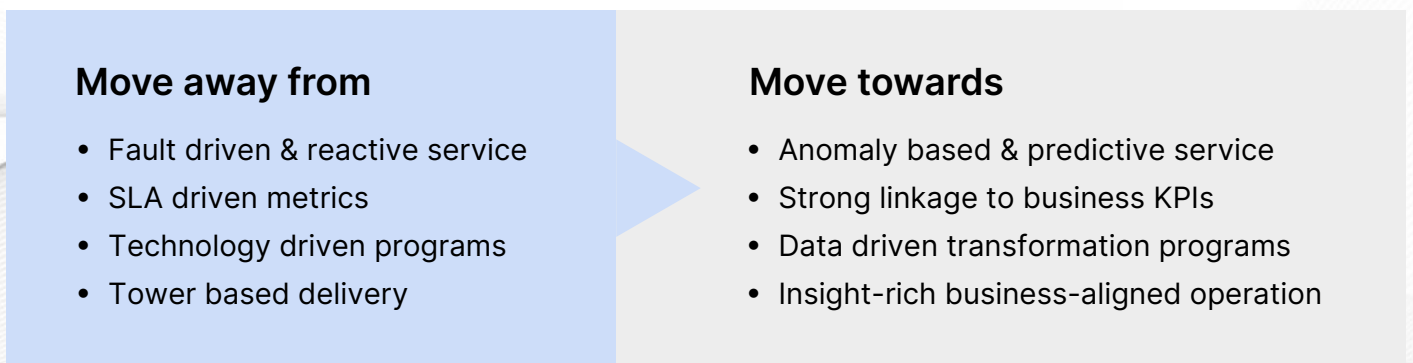 Move away from
• Fault driven & reactive service
• SLA driven metrics
• Technology driven programs
• Tower based delivery
Move towards
• Anomaly based & predictive service
• Strong linkage to business KPIs
• Data driven transformation programs
• Insight-rich business-aligned operation